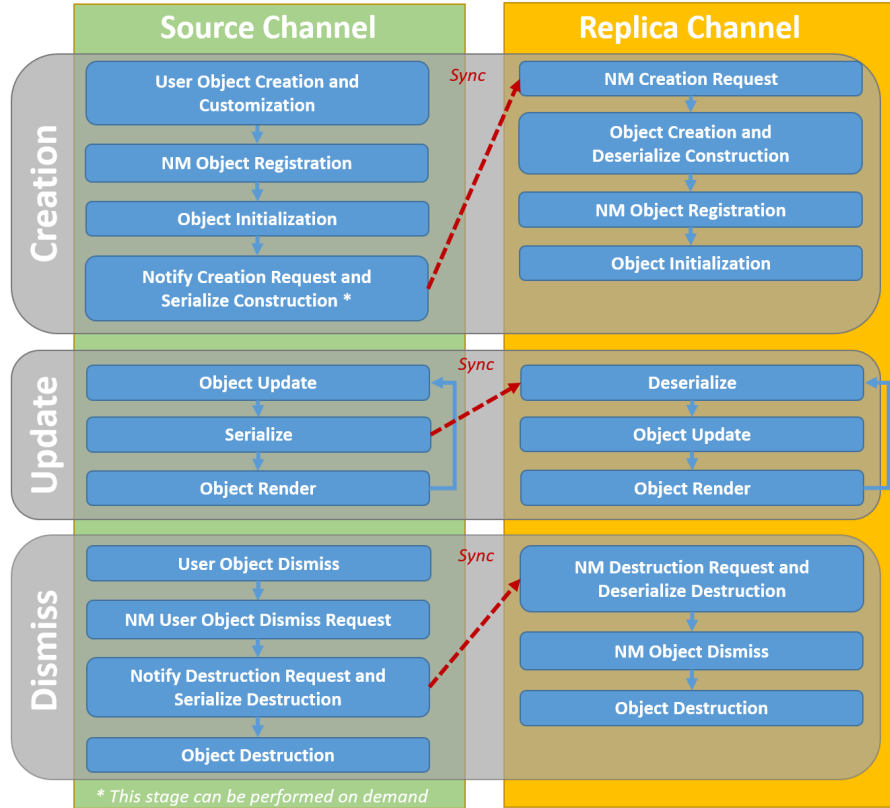 Source Channel
Replica Channel
Creation
User Object Creation and
Customization
NM Object Registration
Object Initialization
Notify Creation Request and
Serialize Construction *
Sync
NM Creation Request
Object Creation and
Deserialize Construction
NM Object Registration
Object Initialization
Update
Object Update
Serialize
Object Render
Sync
Deserialize
Object Update
Object Render
Dismiss
User Object Dismiss
NM User Object Dismiss Request
Notify Destruction Request and
Serialize Destruction
Object Destruction
Sync
NM Destruction Request and
Deserialize Destruction
NM Object Dismiss
Object Destruction
* This stage can be performed on demand